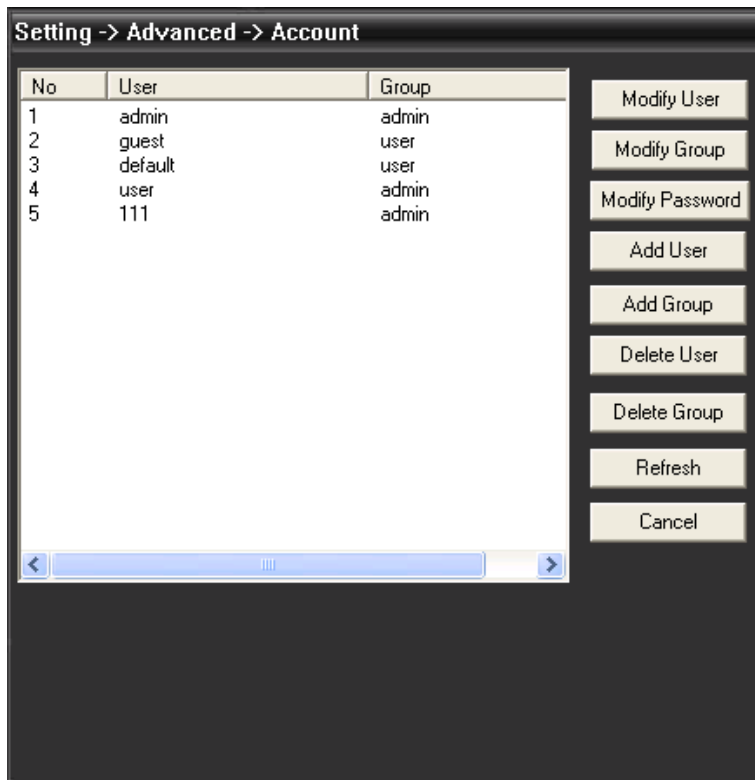 Setting -> Advanced -> Account
No User Group
1 admin admin
2 guest user
3 default user
4 user admin
5 111 admin
Modify User
Modify Group
Modify Password
Add User
Add Group
Delete User
Delete Group
Refresh
Cancel